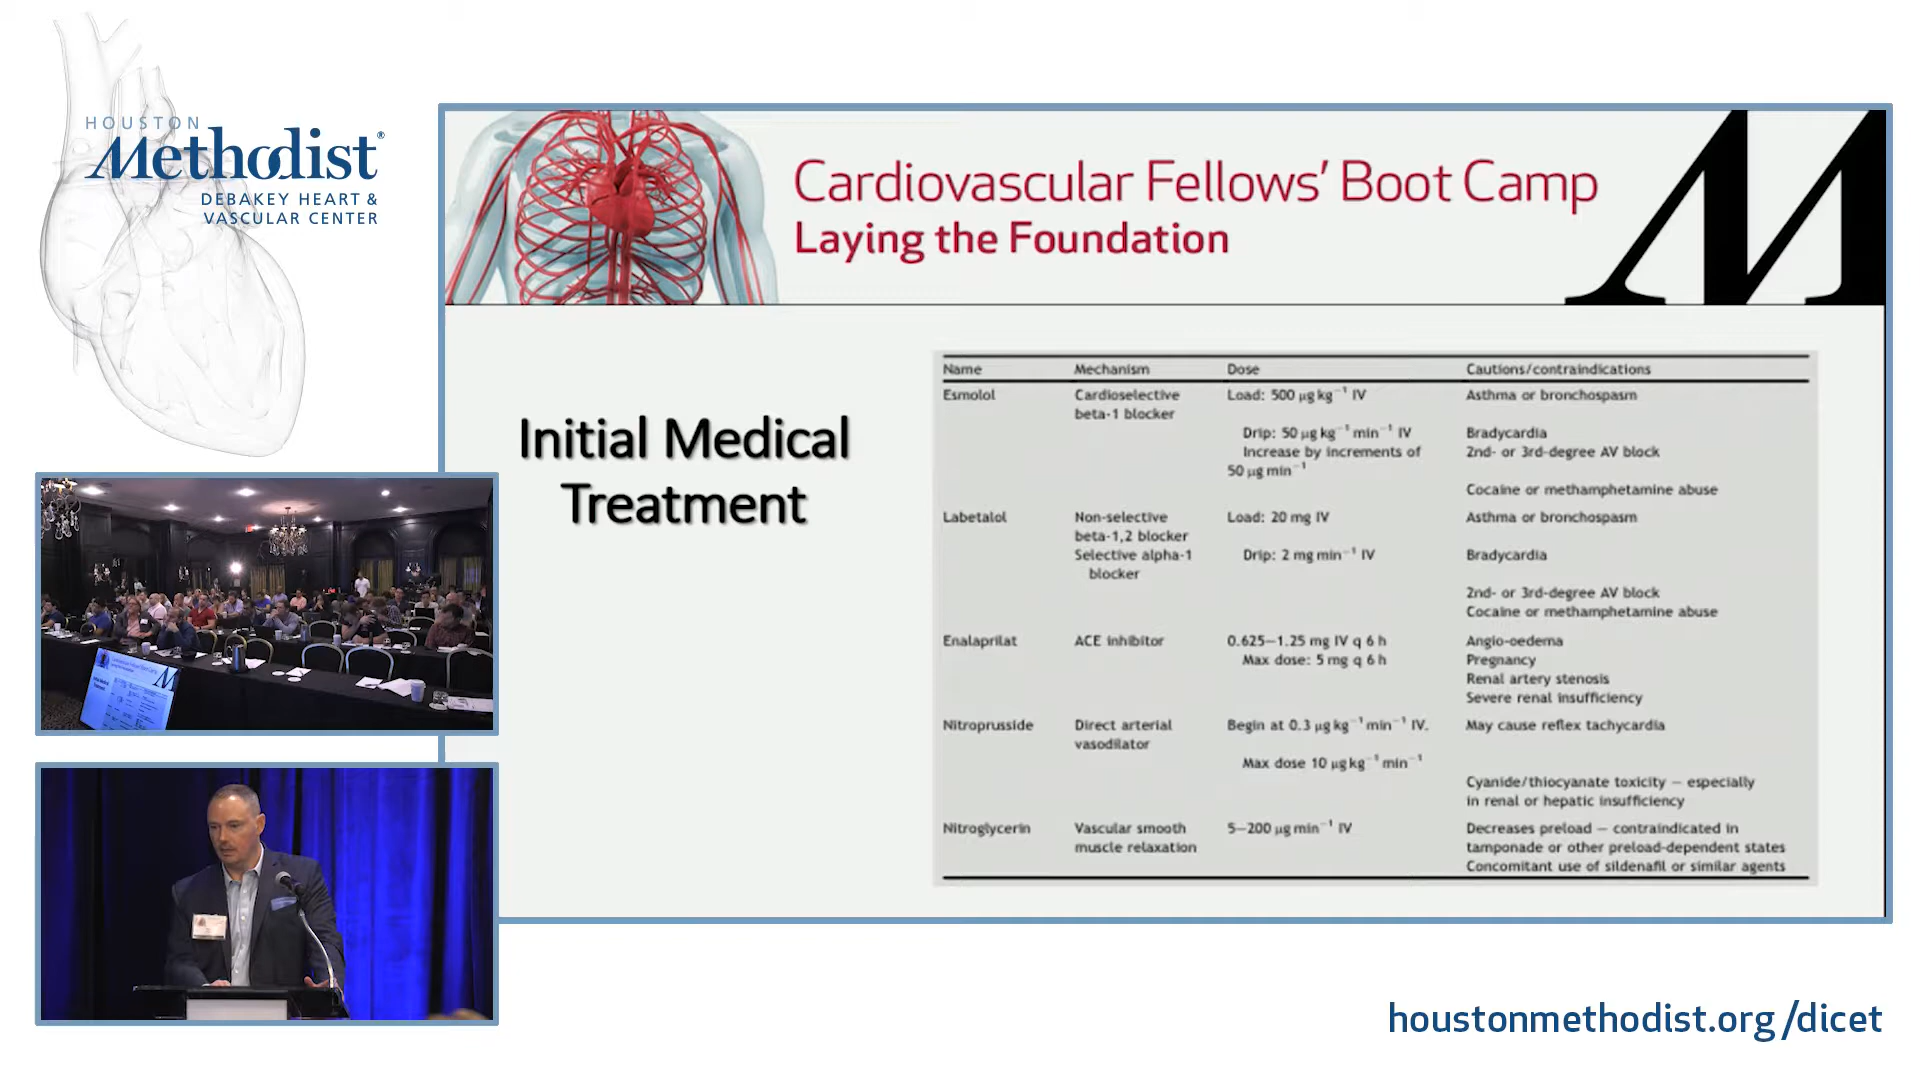 HOUSTON
Methodist®
DEBAKEY HEART &
VASCULAR CENTER
Cardiovascular Fellows’ Boot Camp
Laying the Foundation
M
Initial Medical
Treatment
Name Mechanism Dose Cautions/contraindications
Esmolol Cardioselective Load: 500 µg kg⁻¹ IV Asthma or bronchospasm
beta-1 blocker
Drip: 50 µg kg⁻¹ min⁻¹ IV Bradycardia
Increase by increments of 2nd- or 3rd-degree AV block
50 µg min⁻¹
Cocaine or methamphetamine abuse
Labetalol Non-selective Load: 20 mg IV Asthma or bronchospasm
beta-1,2 blocker
Selective alpha-1 Drip: 2 mg min⁻¹ IV Bradycardia
blocker
2nd- or 3rd-degree AV block
Cocaine or methamphetamine abuse
Enalaprilat ACE inhibitor 0.625–1.25 mg IV q 6 h Angio-oedema
Max dose: 5 mg q 6 h Pregnancy
Renal artery stenosis
Severe renal insufficiency
Nitroprusside Direct arterial Begin at 0.3 µg kg⁻¹ min⁻¹ IV. May cause reflex tachycardia
vasodilator
Max dose 10 µg kg⁻¹ min⁻¹
Cyanide/thiocyanate toxicity – especially
in renal or hepatic insufficiency
Nitroglycerin Vascular smooth 5–200 µg min⁻¹ IV Decreases preload – contraindicated in
muscle relaxation tamponade or other preload-dependent states
Concomitant use of sildenafil or similar agents
houstonmethodist.org/dicet